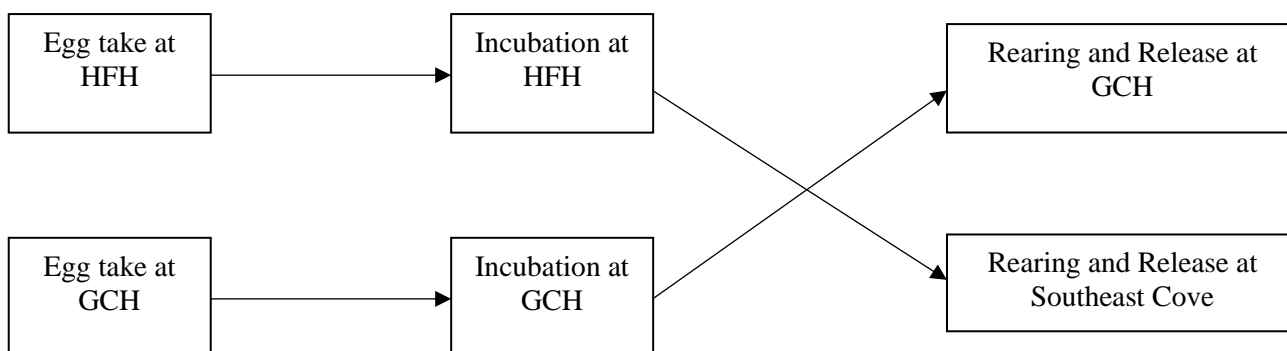 Egg take at
HFH
Incubation at
HFH
Rearing and Release at
GCH
Egg take at
GCH
Incubation at
GCH
Rearing and Release at
Southeast Cove